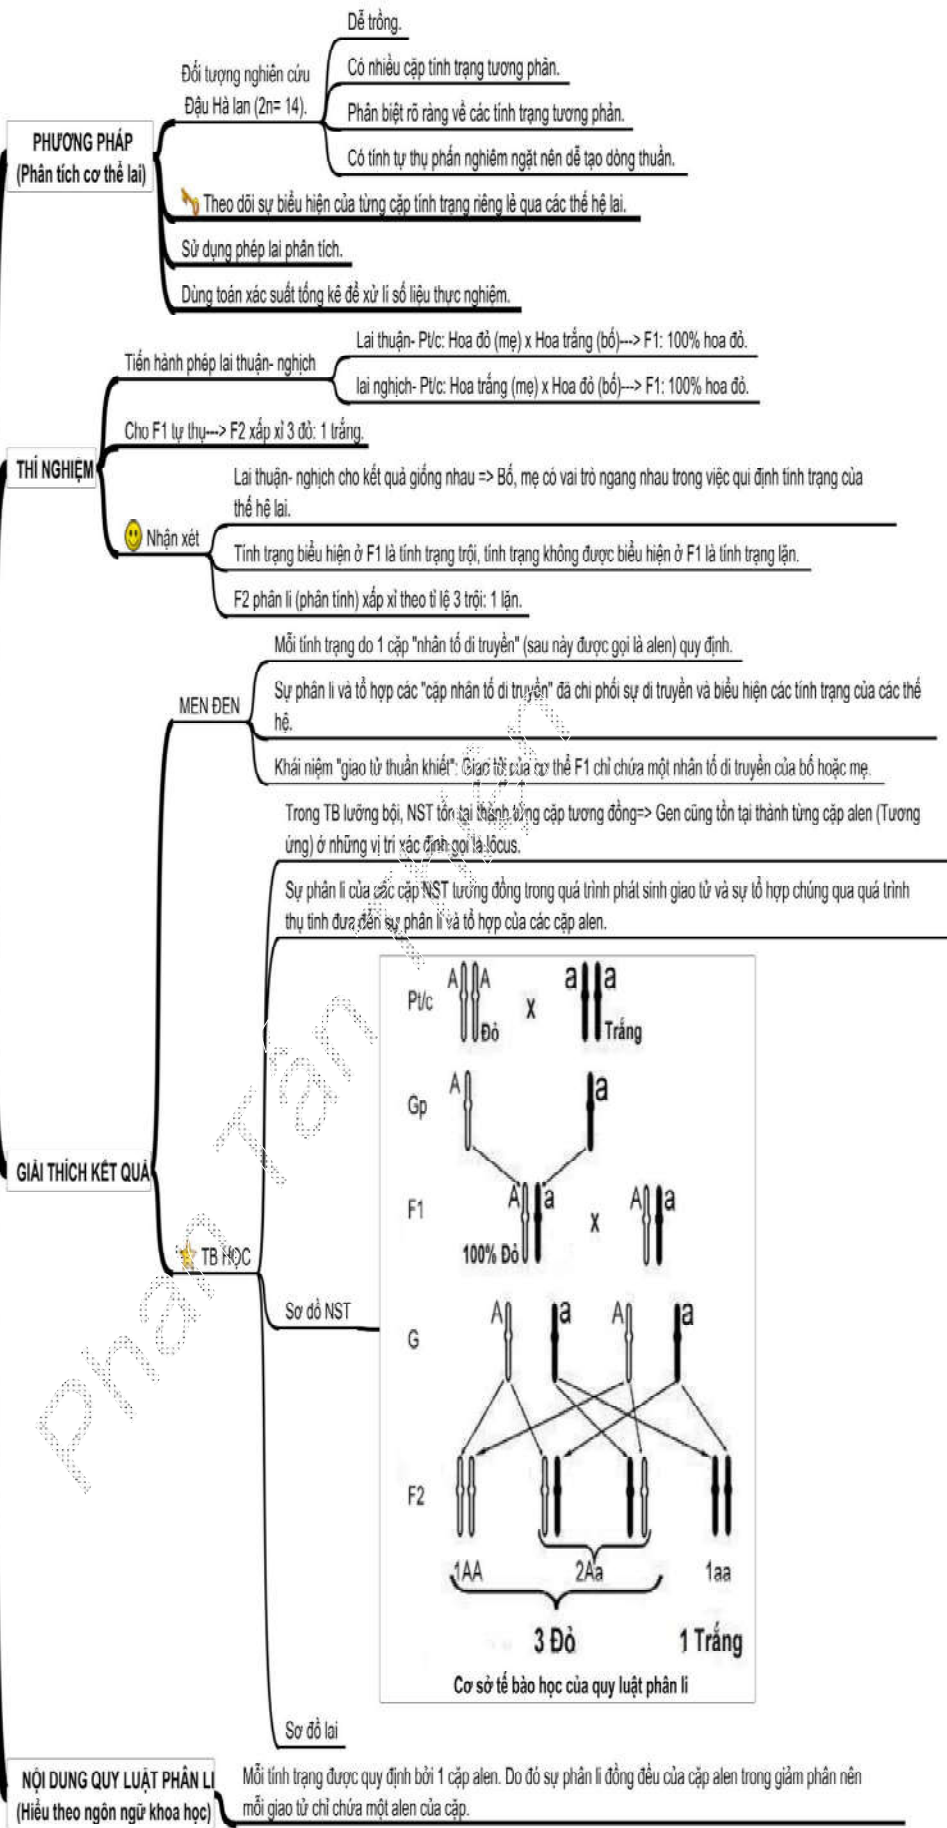 Dễ trồng.
Đối tượng nghiên cứu
Đậu Hà lan (2n= 14).
Có nhiều cặp tính trạng tương phản.
Phân biệt rõ ràng về các tính trạng tương phản.
Có tính tự thụ phấn nghiêm ngặt nên dễ tạo dòng thuần.
PHƯƠNG PHÁP
(Phân tích cơ thể lai)
Theo dõi sự biểu hiện của từng cặp tính trạng riêng lẻ qua các thế hệ lai.
Sử dụng phép lai phân tích.
Dùng toán xác suất tống kê để xử lí số liệu thực nghiệm.
Tiến hành phép lai thuận- nghịch
Lai thuận- Pt/c: Hoa đỏ (mẹ) x Hoa trắng (bố)---> F1: 100% hoa đỏ.
lai nghịch- Pt/c: Hoa trắng (mẹ) x Hoa đỏ (bố)---> F1: 100% hoa đỏ.
Cho F1 tự thụ---> F2 xấp xỉ 3 đỏ: 1 trắng.
THÍ NGHIỆM
Nhận xét
Lai thuận- nghịch cho kết quả giống nhau => Bố, mẹ có vai trò ngang nhau trong việc qui định tính trạng của
thế hệ lai.
Tính trạng biểu hiện ở F1 là tính trạng trội, tính trạng không được biểu hiện ở F1 là tính trạng lặn.
F2 phân li (phân tính) xấp xỉ theo tỉ lệ 3 trội: 1 lặn.
MEN ĐEN
Mỗi tính trạng do 1 cặp "nhân tố di truyền" (sau này được gọi là alen) quy định.
Sự phân li và tổ hợp các "cặp nhân tố di truyền" đã chi phối sự di truyền và biểu hiện các tính trạng của các thế
hệ.
Khái niệm "giao tử thuần khiết": Giao tử của cơ thể F1 chỉ chứa một nhân tố di truyền của bố hoặc mẹ.
Trong TB lưỡng bội, NST tồn tại thành từng cặp tương đồng=> Gen cũng tồn tại thành từng cặp alen (Tương
ứng) ở những vị trí xác định gọi là lôcus.
Sự phân li của các cặp NST tương đồng trong quá trình phát sinh giao tử và sự tổ hợp chúng qua quá trình
thụ tinh đưa đến sự phân li và tổ hợp của các cặp alen.
GIẢI THÍCH KẾT QUẢ
TB HỌC
Sơ đồ NST
Pt/c A A x a a
Đỏ Trắng
Gp A a
F1 A a x A a
100% Đỏ
G A a A a
F2
1AA 2Aa 1aa
3 Đỏ 1 Trắng
Cơ sở tế bào học của quy luật phân li
Sơ đồ lai
NỘI DUNG QUY LUẬT PHÂN LI
(Hiểu theo ngôn ngữ khoa học)
Mỗi tính trạng được quy định bởi 1 cặp alen. Do đó sự phân li đồng đều của cặp alen trong giảm phân nên
mỗi giao tử chỉ chứa một alen của cặp.
Phan Tấn